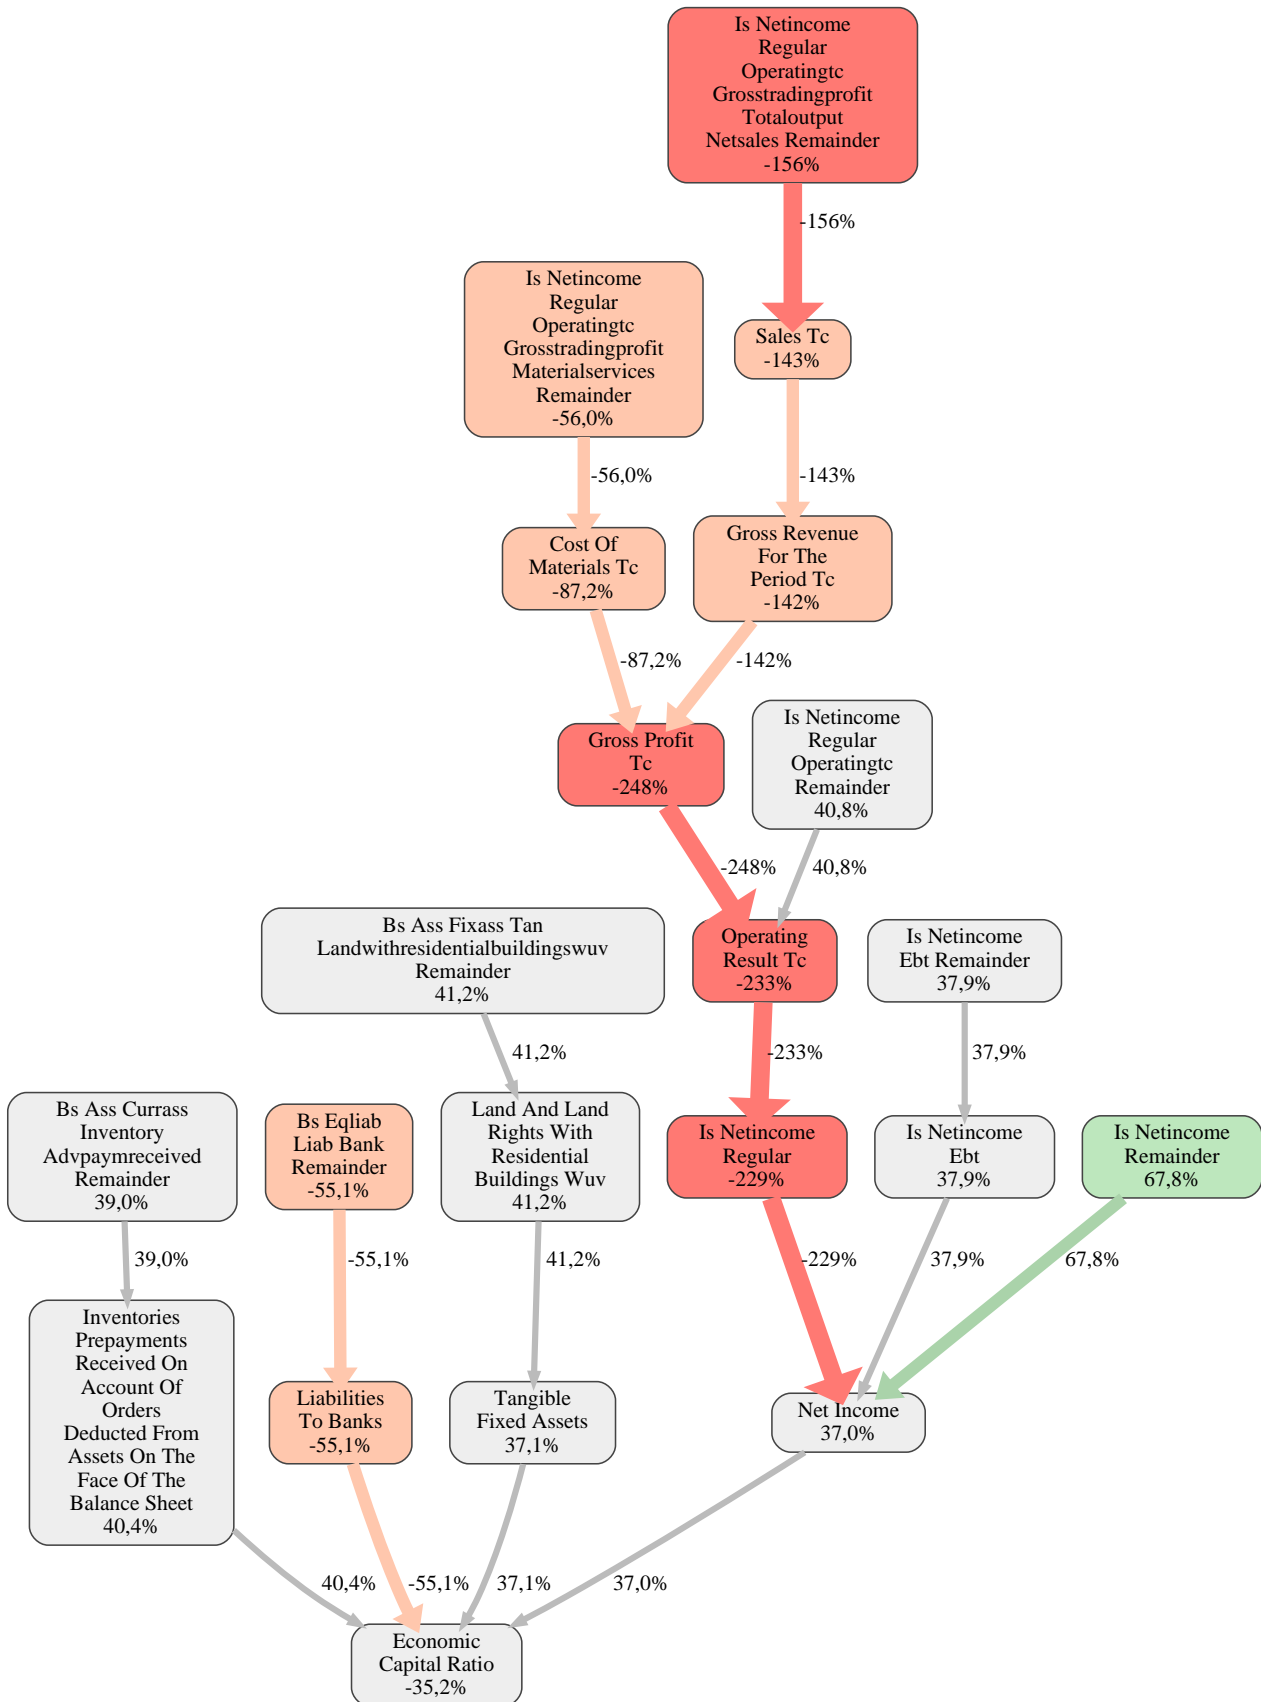 Is Netincome
Regular
Operatingtc
Grosstradingprofit
Totaloutput
Netsales Remainder
-156%
-156%
Is Netincome
Regular
Operatingtc
Grosstradingprofit
Materialservices
Remainder
-56,0%
Sales Tc
-143%
-56,0%
-143%
Cost Of
Materials Tc
-87,2%
Gross Revenue
For The
Period Tc
-142%
-87,2%
-142%
Gross Profit
Tc
-248%
Is Netincome
Regular
Operatingtc
Remainder
40,8%
-248%
40,8%
Bs Ass Fixass Tan
Landwithresidentialbuildingswuv
Remainder
41,2%
Operating
Result Tc
-233%
Is Netincome
Ebt Remainder
37,9%
41,2%
-233%
37,9%
Bs Ass Currass
Inventory
Advpaymreceived
Remainder
39,0%
Bs Eqliab
Liab Bank
Remainder
-55,1%
Land And Land
Rights With
Residential
Buildings Wuv
41,2%
Is Netincome
Regular
-229%
Is Netincome
Ebt
37,9%
Is Netincome
Remainder
67,8%
39,0%
-55,1%
41,2%
-229%
37,9%
67,8%
Inventories
Prepayments
Received On
Account Of
Orders
Deducted From
Assets On The
Face Of The
Balance Sheet
40,4%
Liabilities
To Banks
-55,1%
Tangible
Fixed Assets
37,1%
Net Income
37,0%
40,4%
-55,1%
37,1%
37,0%
Economic
Capital Ratio
-35,2%